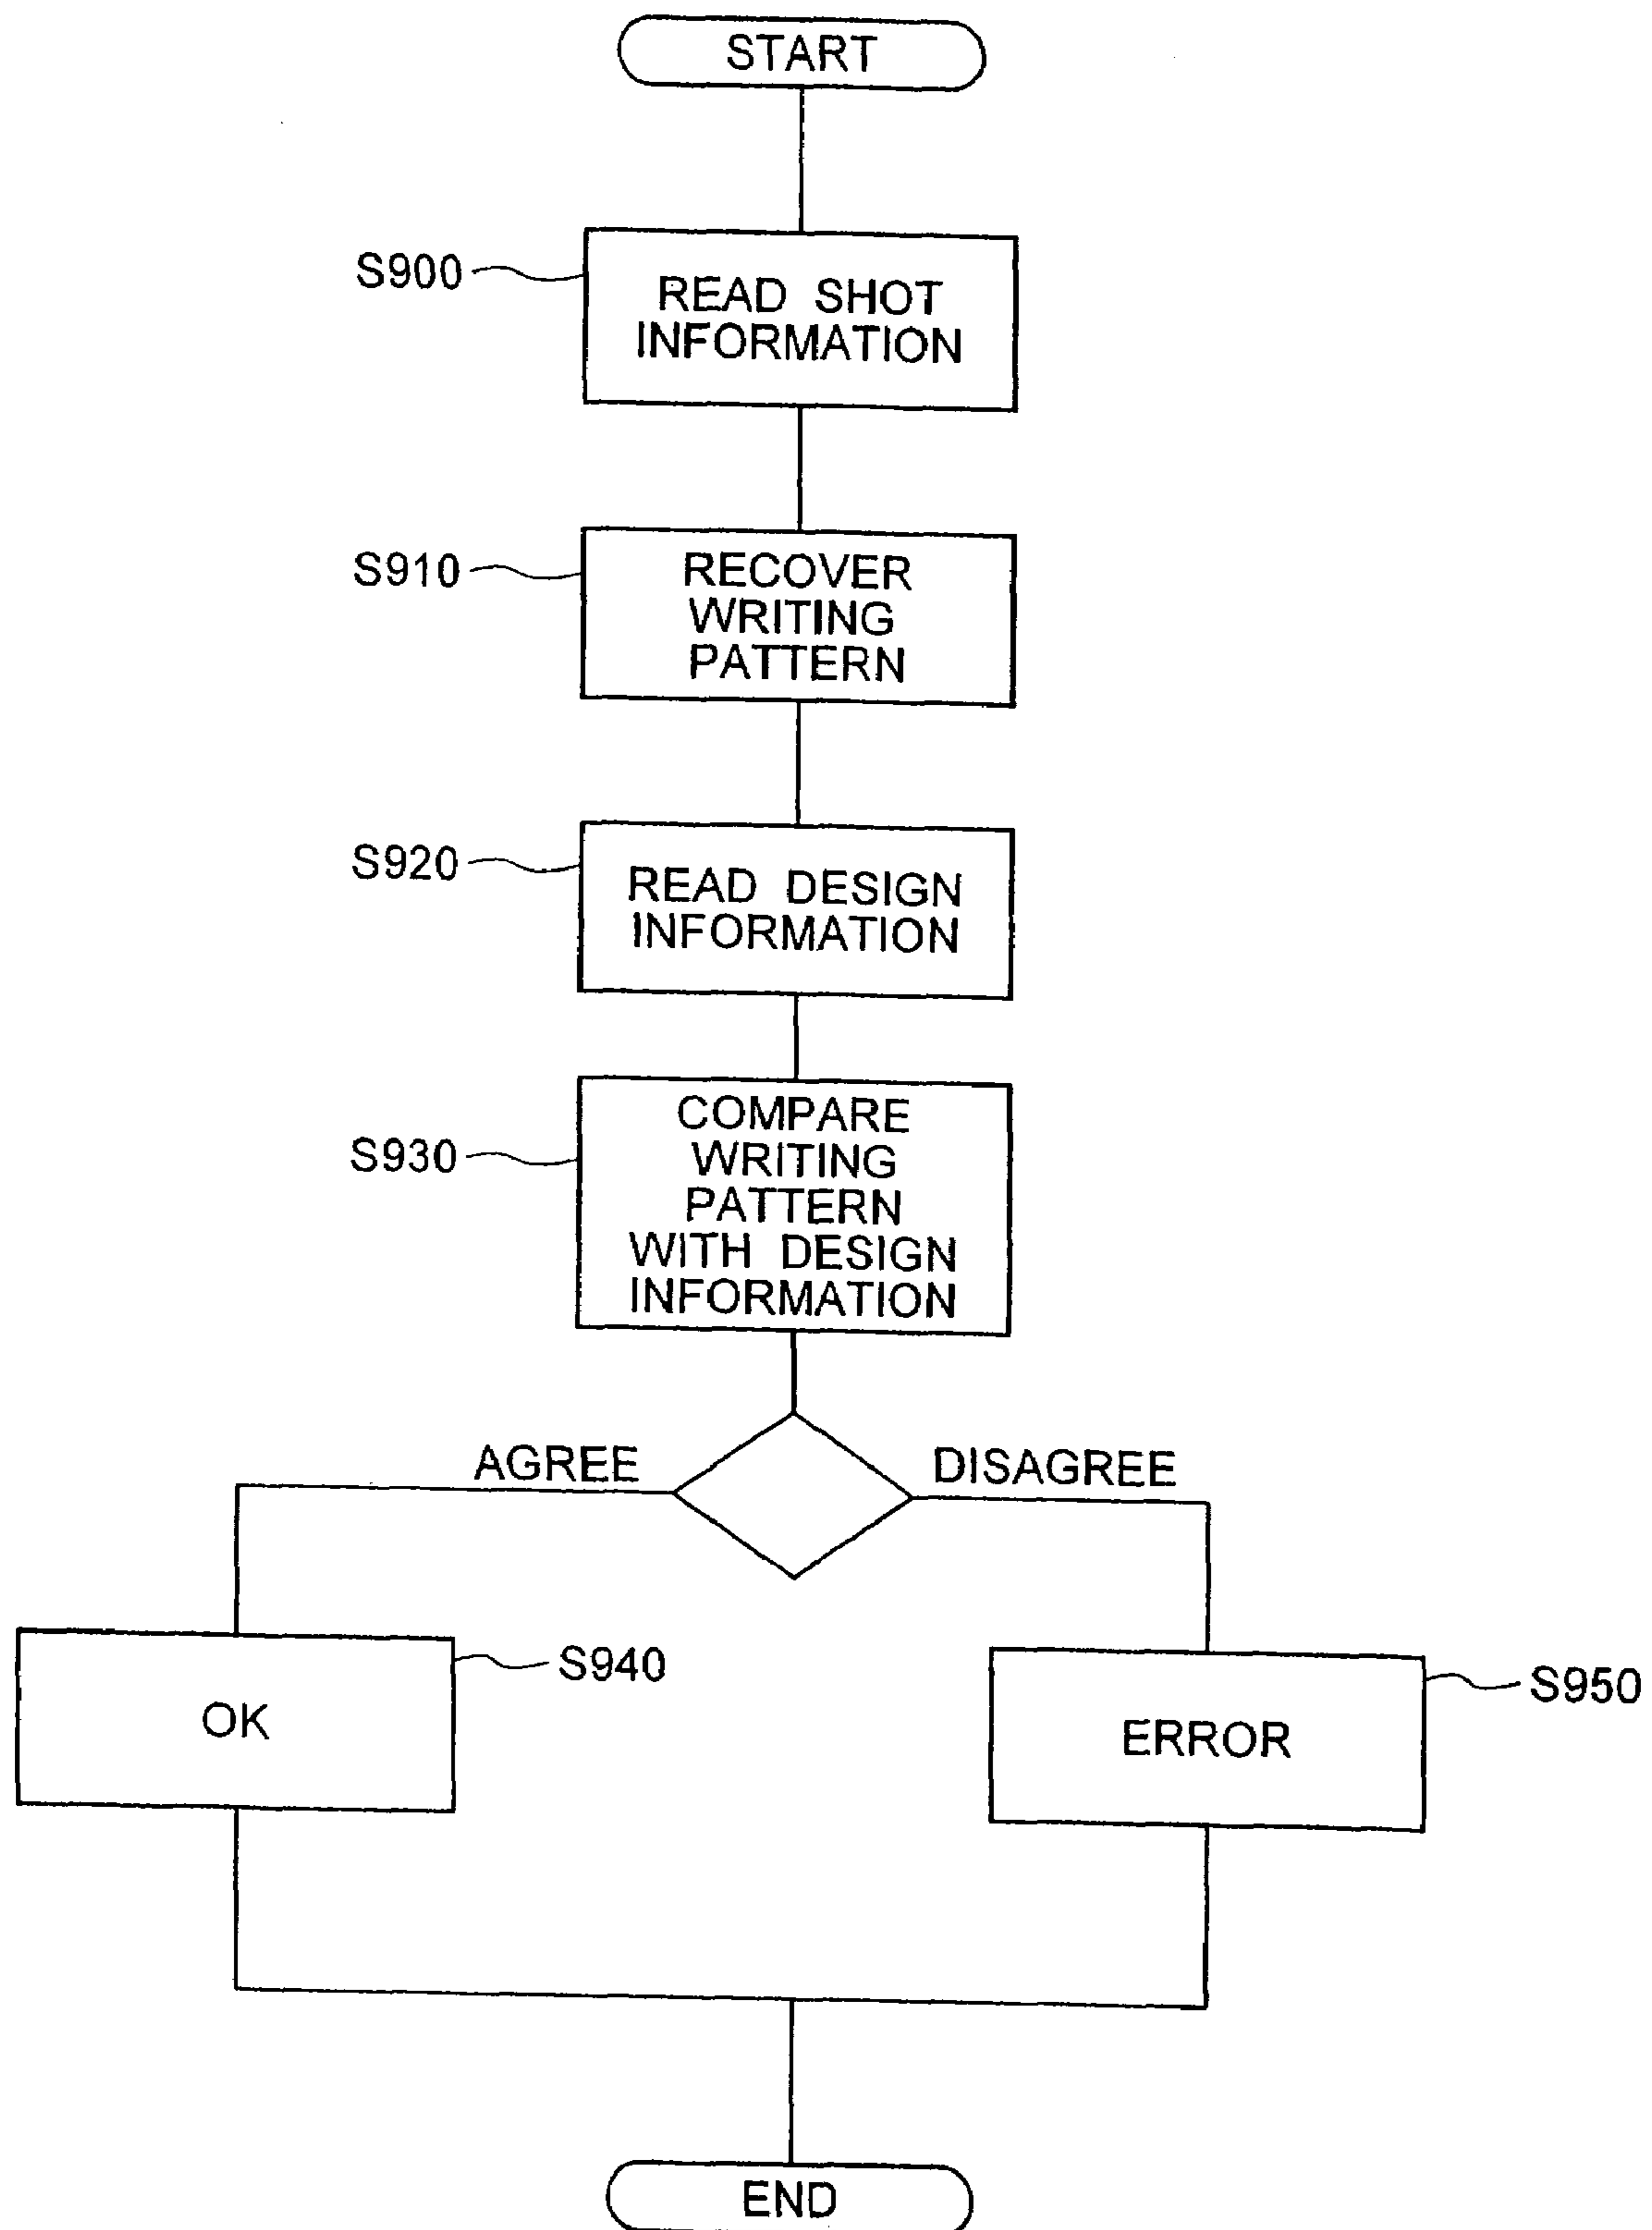 START
S900
READ SHOT
INFORMATION
S910
RECOVER
WRITING
PATTERN
S920
READ DESIGN
INFORMATION
S930
COMPARE
WRITING
PATTERN
WITH DESIGN
INFORMATION
AGREE
DISAGREE
OK
S940
ERROR
S950
END